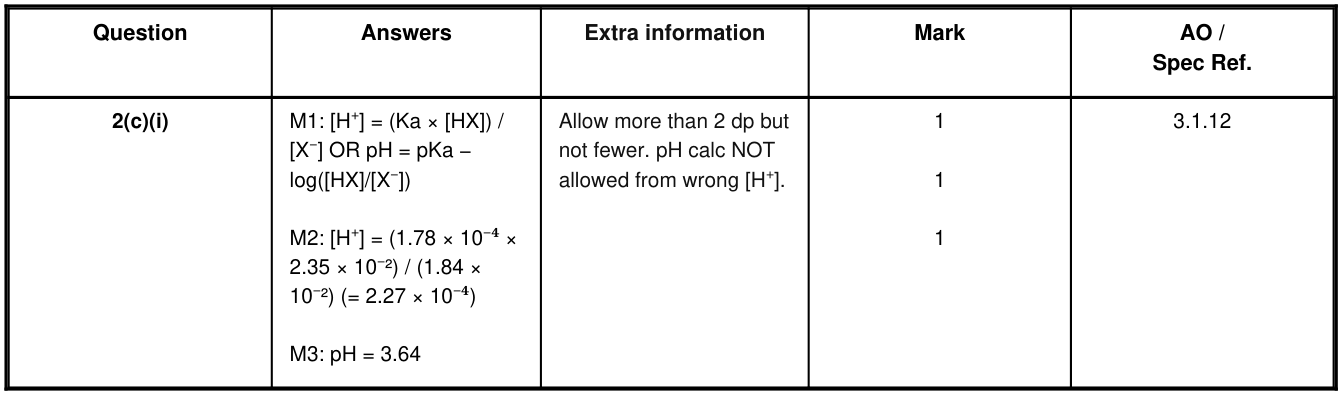 Question Answers Extra information Mark AO /
Spec Ref.
2(c)(i) M1: [H⁺] = (Ka × [HX]) / Allow more than 2 dp but 1 3.1.12
[X⁻] OR pH = pKa – not fewer. pH calc NOT
log([HX]/[X⁻]) allowed from wrong [H⁺]. 1
M2: [H⁺] = (1.78 × 10⁻⁴ × 1
2.35 × 10⁻²) / (1.84 ×
10⁻²) (= 2.27 × 10⁻⁴)
M3: pH = 3.64